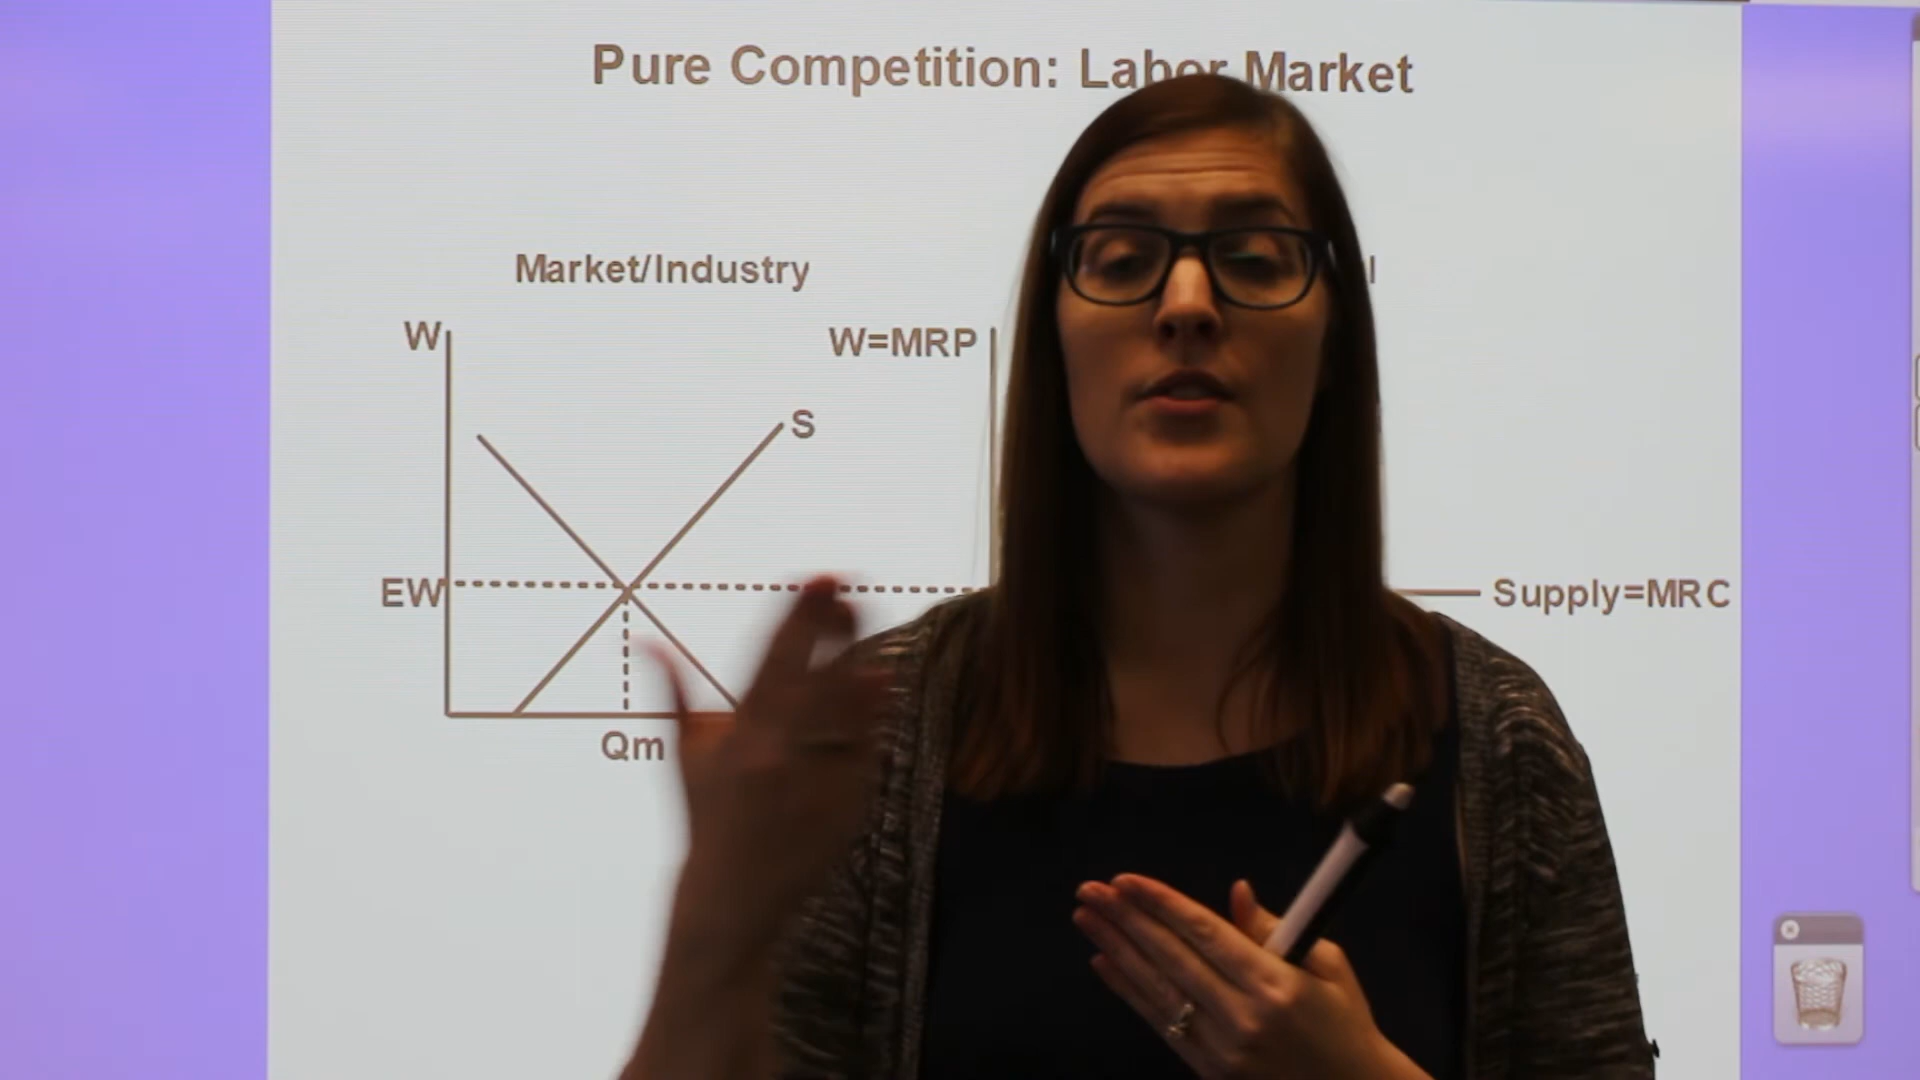 Pure Competition: Labor Market
Market/Industry
W
W=MRP
S
EW
Supply=MRC
Qm